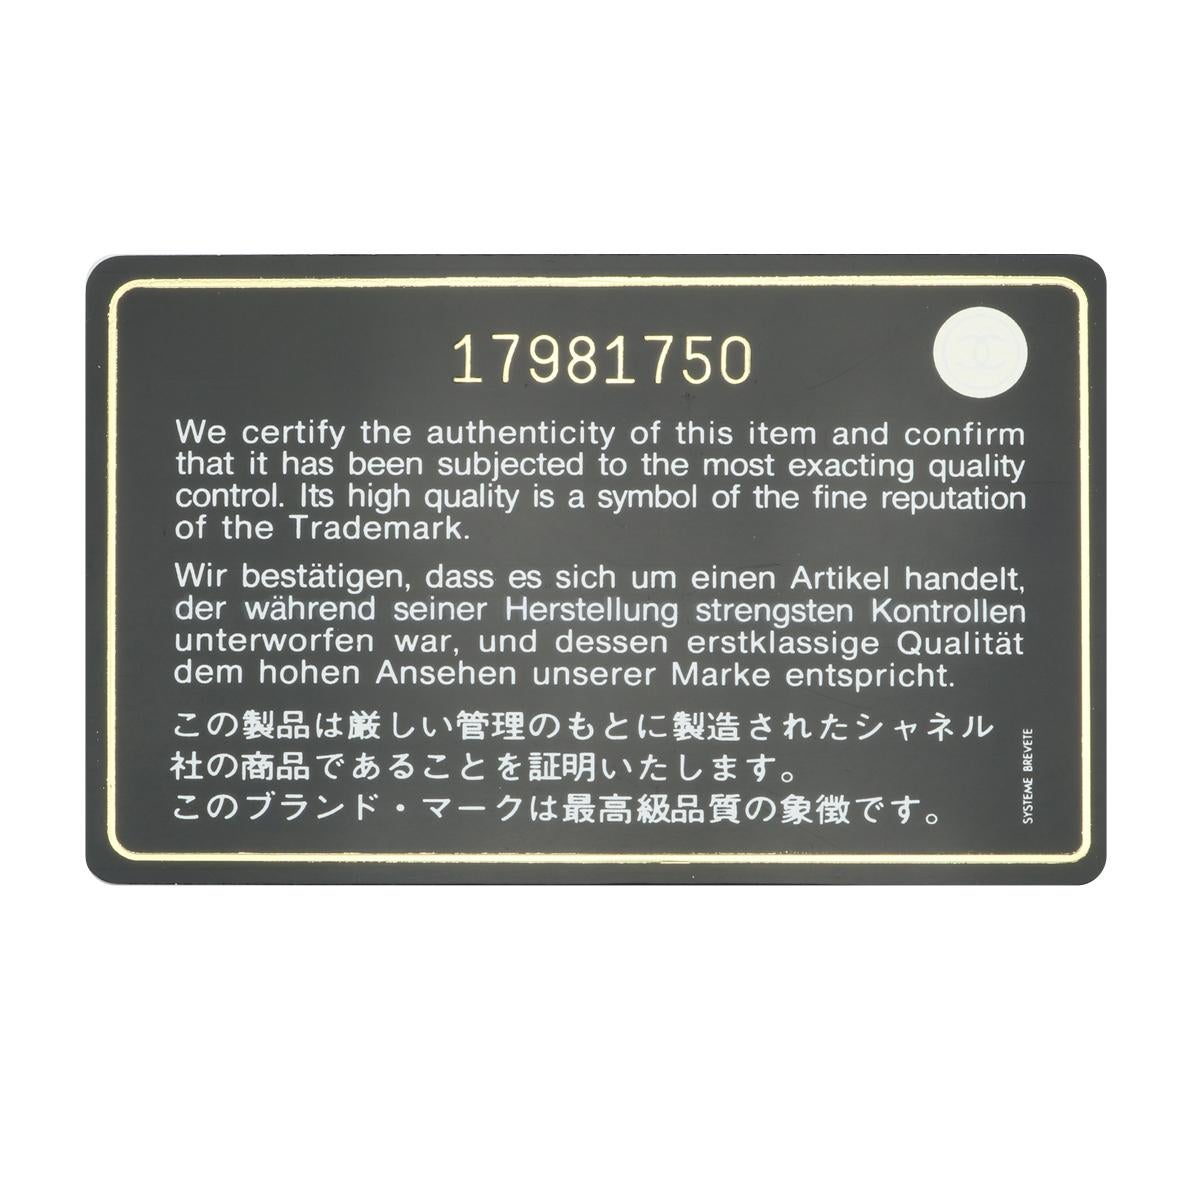 17981750
We certify the authenticity of this item and confirm
that it has been subjected to the most exacting quality
control. Its high quality is a symbol of the fine reputation
of the Trademark.
Wir bestätigen, dass es sich um einen Artikel handelt,
der während seiner Herstellung strengsten Kontrollen
unterworfen war, und dessen erstklassige Qualität
dem hohen Ansehen unserer Marke entspricht.
この製品は厳しい管理のもとに製造されたシャネル
社の商品であることを証明いたします。
このブランド・マークは最高級品質の象徴です。
SYSTEME BREVETE